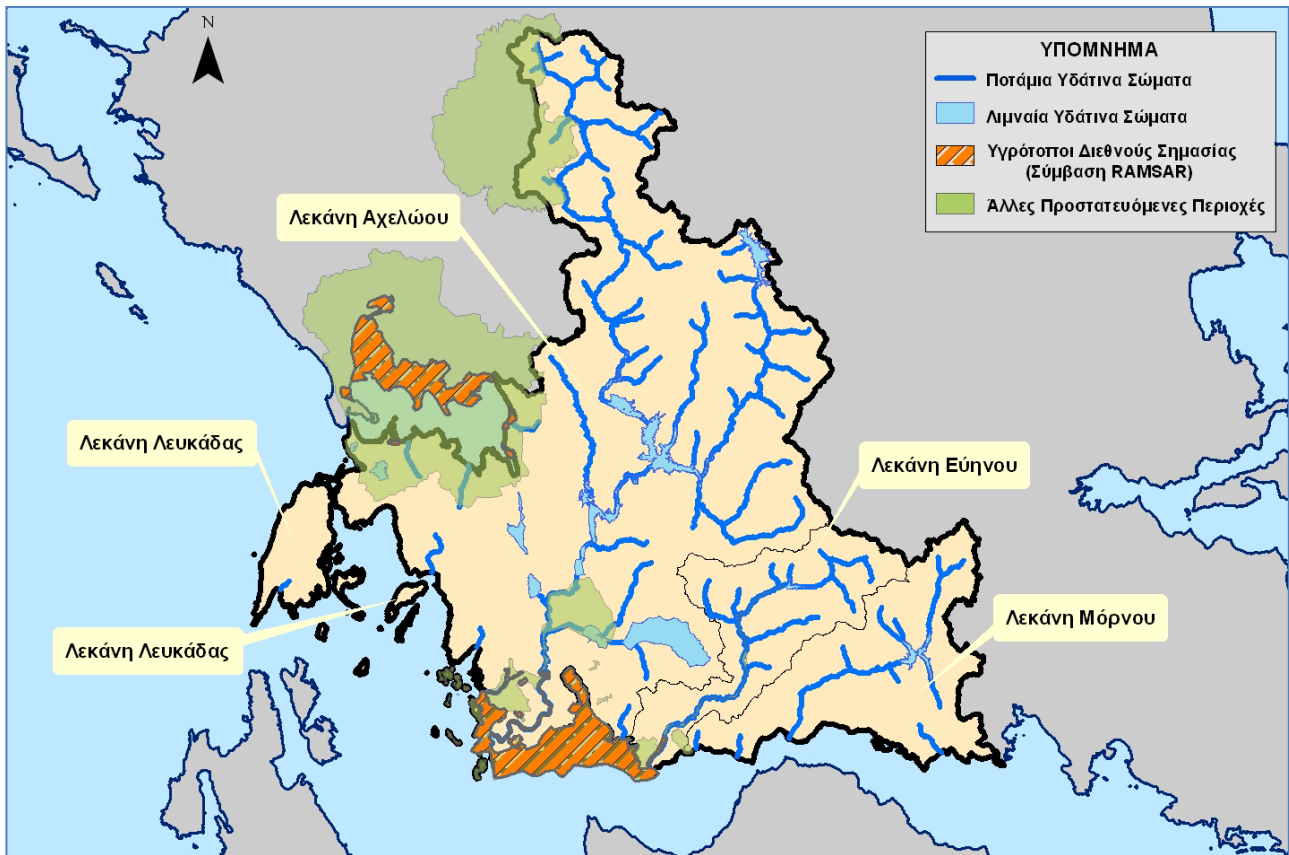 N
ΥΠΟΜΝΗΜΑ
Ποτάμια Υδάτινα Σώματα
Λιμναία Υδάτινα Σώματα
Υγρότοποι Διεθνούς Σημασίας
(Σύμβαση RAMSAR)
Άλλες Προστατευόμενες Περιοχές
Λεκάνη Αχελώου
Λεκάνη Λευκάδας
Λεκάνη Εύηνου
Λεκάνη Μόρνου
Λεκάνη Λευκάδας